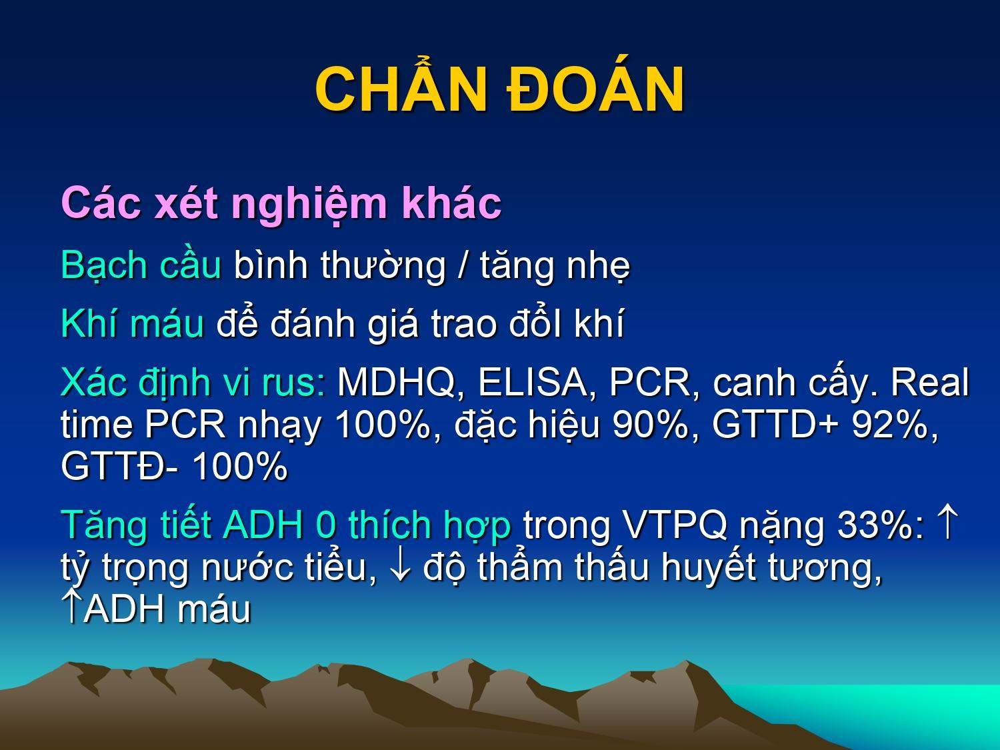 CHẨN ĐOÁN
Các xét nghiệm khác
Bạch cầu bình thường / tăng nhẹ
Khí máu để đánh giá trao đổI khí
Xác định vi rus: MDHQ, ELISA, PCR, canh cấy. Real
time PCR nhạy 100%, đặc hiệu 90%, GTTD+ 92%,
GTTĐ- 100%
Tăng tiết ADH 0 thích hợp trong VTPQ nặng 33%: ↑
tỷ trọng nước tiểu, ↓ độ thẩm thấu huyết tương,
↑ADH máu